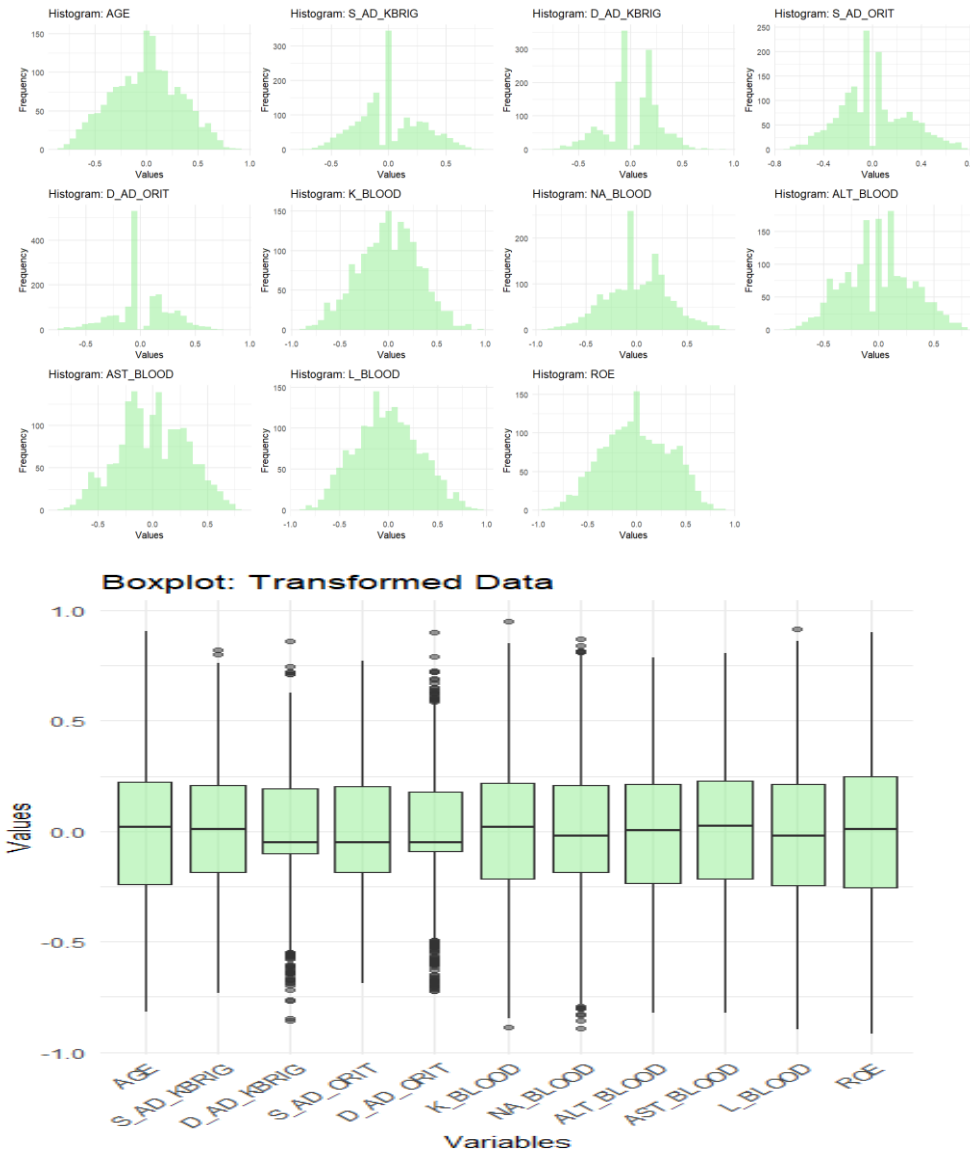 Histogram: AGE
Frequency
150
100
50
0
-0.5
0.0
0.5
1.0
Values
Histogram: S_AD_KBRIG
Frequency
300
200
100
0
-0.5
0.0
0.5
Values
Histogram: D_AD_KBRIG
Frequency
300
200
100
0
-1.0
-0.5
0.0
0.5
1.0
Values
Histogram: S_AD_ORIT
Frequency
250
200
150
100
50
0
-0.8
-0.4
0.0
0.4
0.8
Values
Histogram: D_AD_ORIT
Frequency
400
200
0
-0.5
0.0
0.5
Values
Histogram: K_BLOOD
Frequency
150
100
50
0
-1.0
-0.5
0.0
0.5
1.0
Values
Histogram: NA_BLOOD
Frequency
200
100
0
-1.0
-0.5
0.0
0.5
1.0
Values
Histogram: ALT_BLOOD
Frequency
150
100
50
0
-0.5
0.0
0.5
Values
Histogram: AST_BLOOD
Frequency
100
50
0
-0.5
0.0
0.5
Values
Histogram: L_BLOOD
Frequency
150
100
50
0
-1.0
-0.5
0.0
0.5
1.0
Values
Histogram: ROE
Frequency
150
100
50
0
-1.0
-0.5
0.0
0.5
1.0
Values
Boxplot: Transformed Data
Values
1.0
0.5
0.0
-0.5
-1.0
AGE
S_AD_KBRIG
D_AD_KBRIG
S_AD_ORIT
D_AD_ORIT
K_BLOOD
NA_BLOOD
ALT_BLOOD
AST_BLOOD
L_BLOOD
ROE
Variables